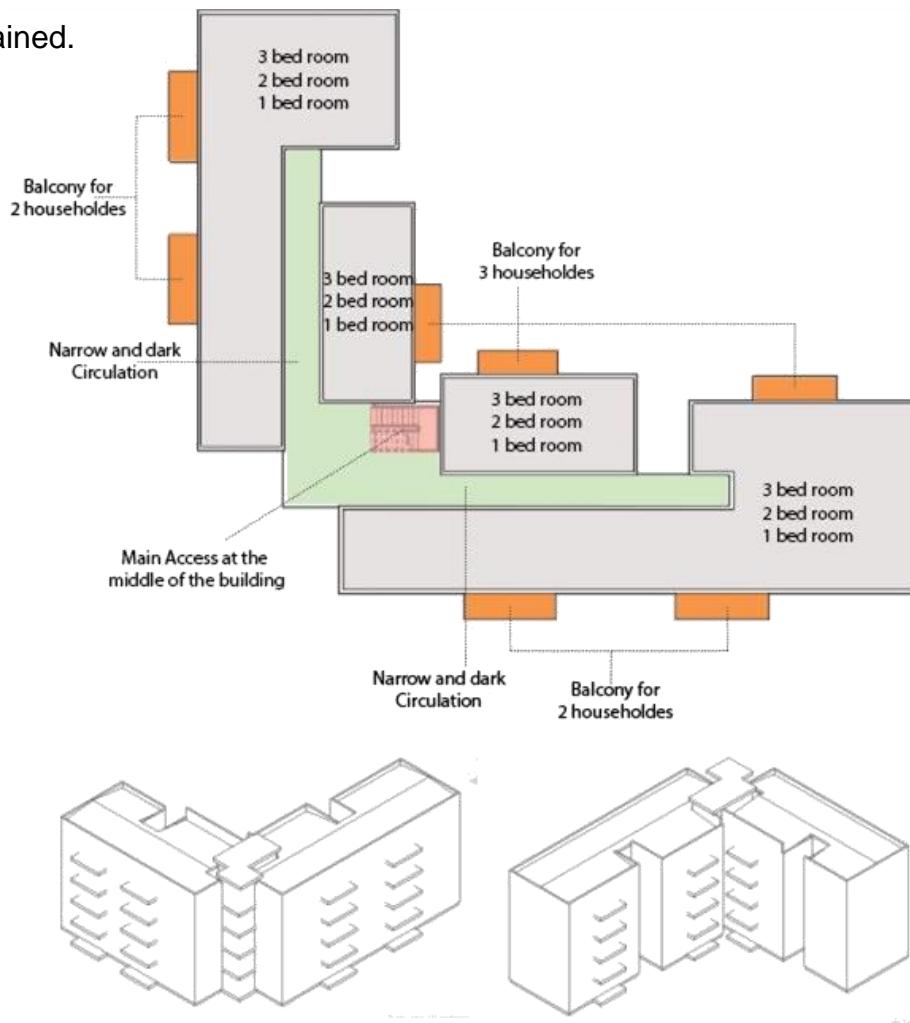 ained.
3 bed room
2 bed room
1 bed room
Balcony for
2 householdes
3 bed room
2 bed room
1 bed room
Balcony for
3 householdes
Narrow and dark
Circulation
3 bed room
2 bed room
1 bed room
3 bed room
2 bed room
1 bed room
Main Access at the
middle of the building
Narrow and dark
Circulation
Balcony for
2 householdes